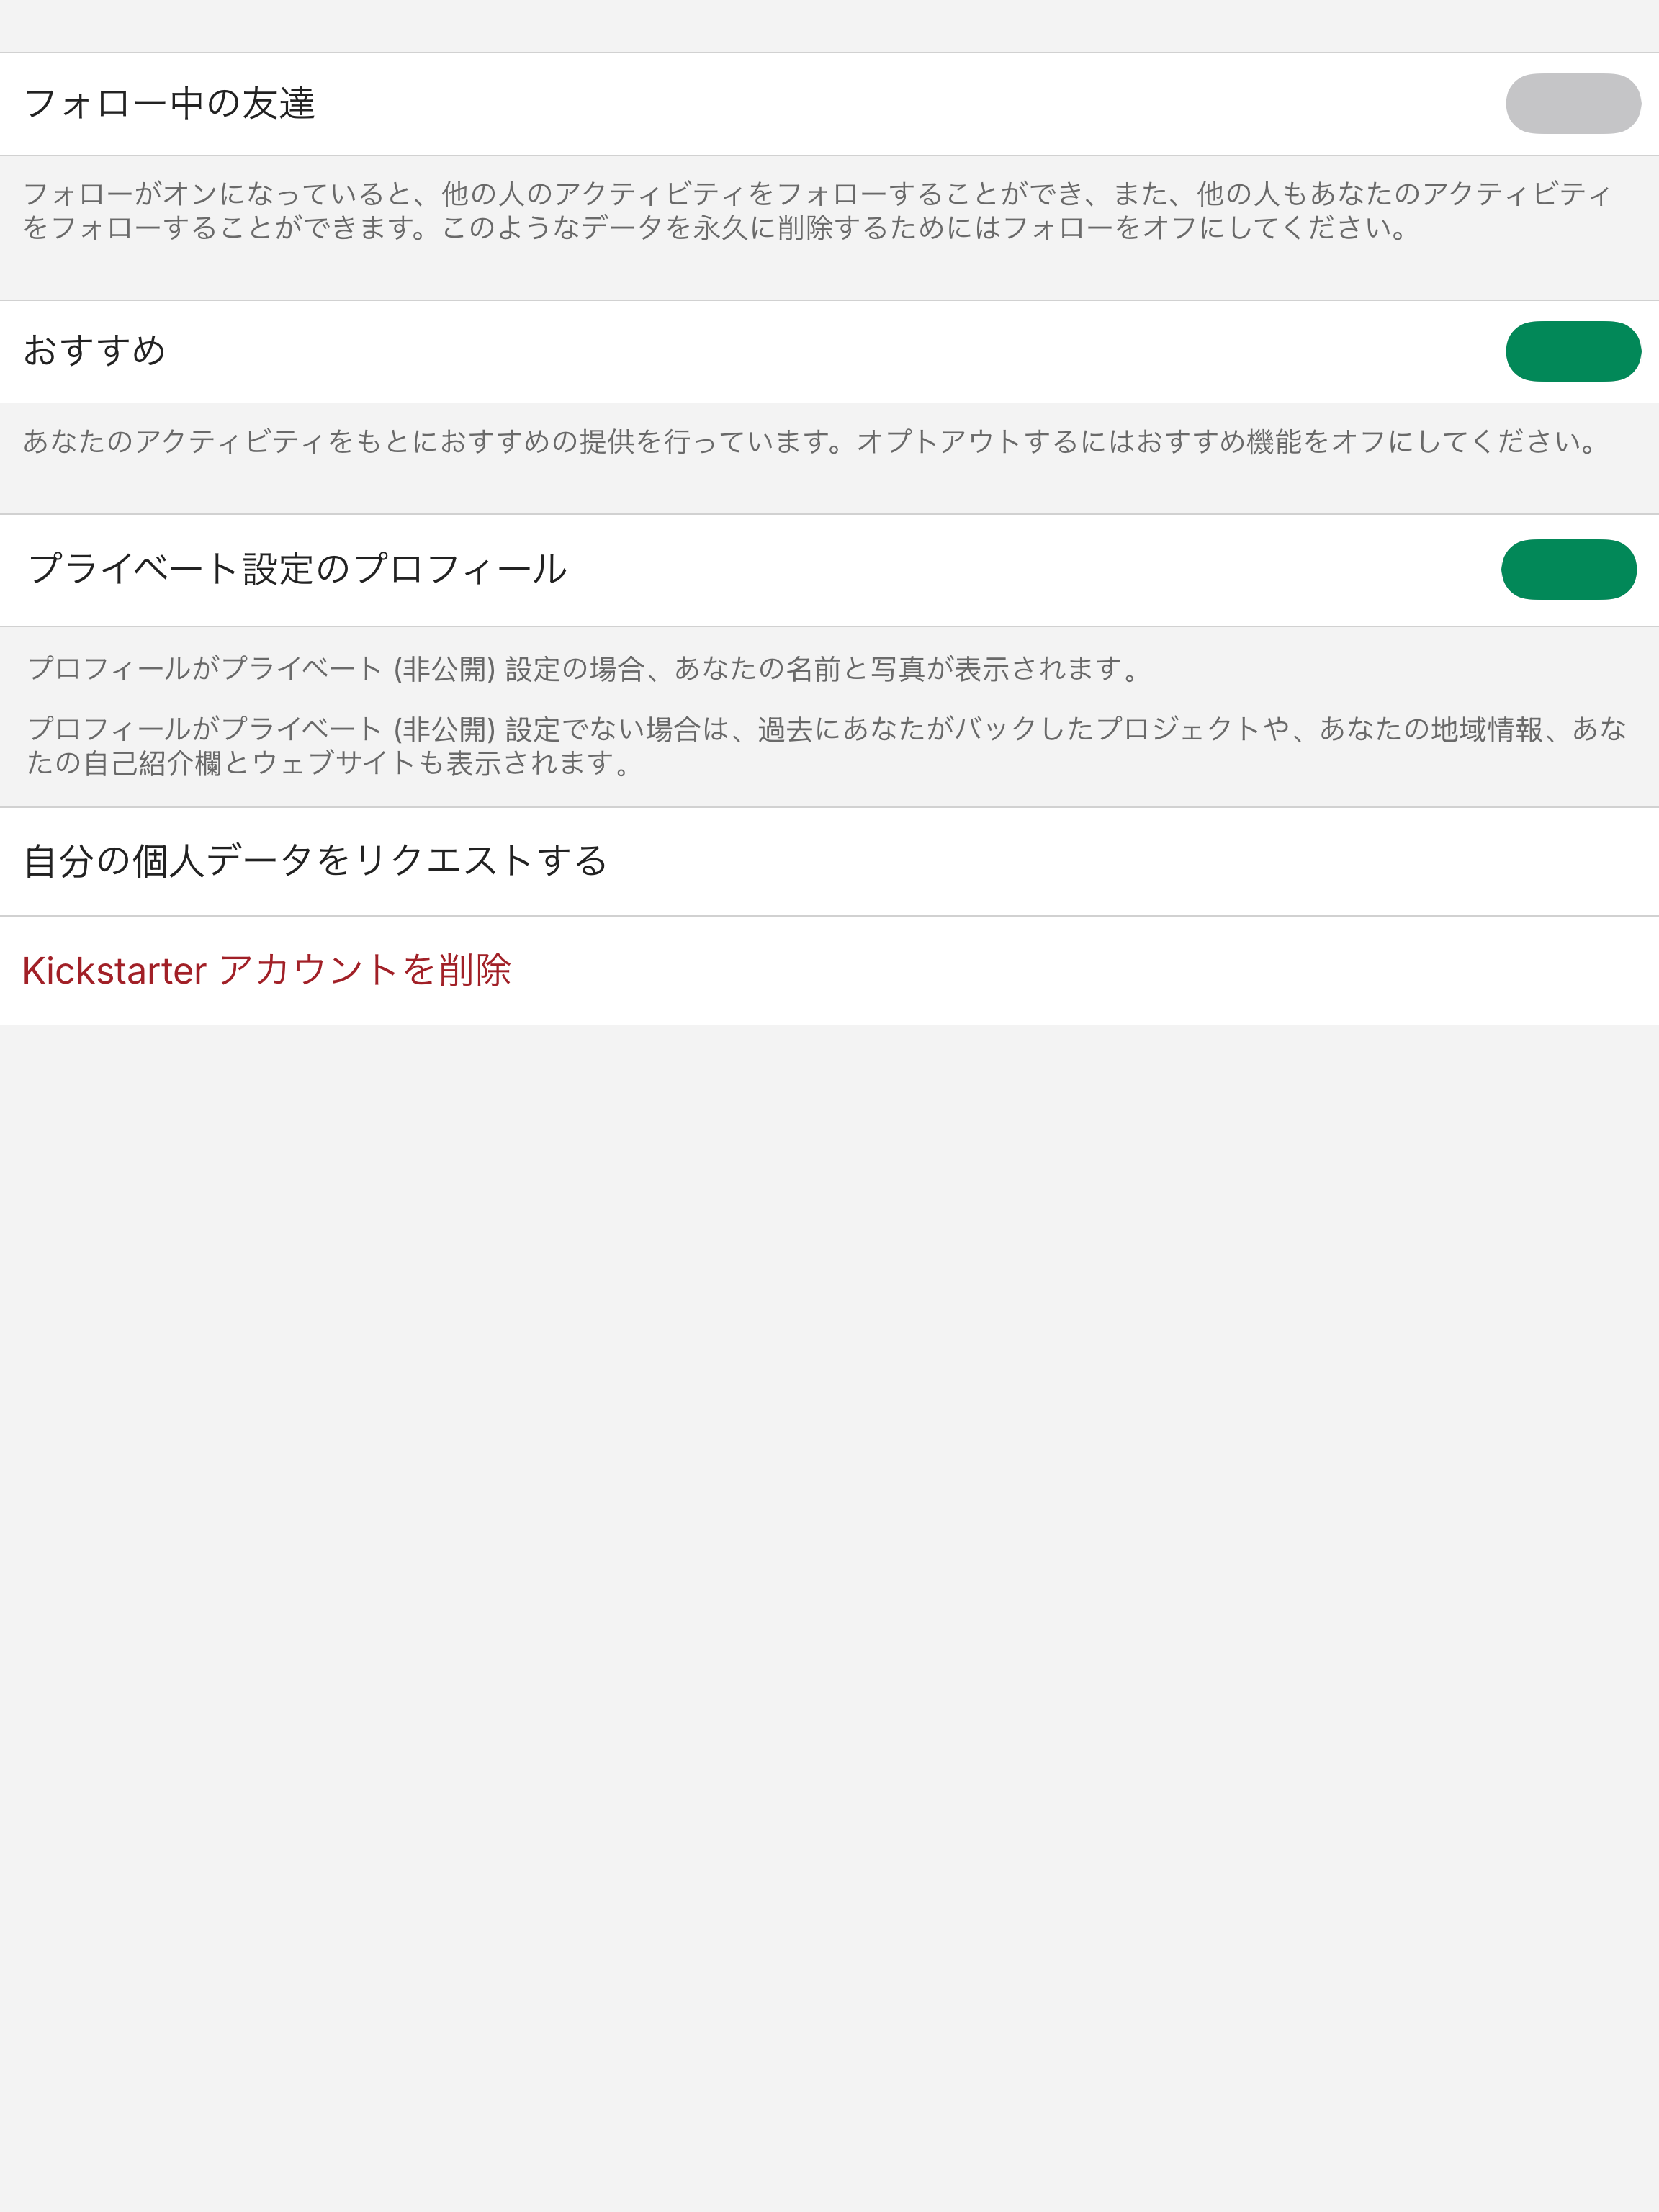 フォロー中の友達
フォローがオンになっていると、他の人のアクティビティをフォローすることができ、また、他の人もあなたのアクティビティ
をフォローすることができます。このようなデータを永久に削除するためにはフォローをオフにしてください。
おすすめ
あなたのアクティビティをもとにおすすめの提供を行っています。オプトアウトするにはおすすめ機能をオフにしてください。
プライベート設定のプロフィール
プロフィールがプライベート (非公開) 設定の場合、あなたの名前と写真が表示されます。
プロフィールがプライベート (非公開) 設定でない場合は、過去にあなたがバックしたプロジェクトや、あなたの地域情報、あな
たの自己紹介欄とウェブサイトも表示されます。
自分の個人データをリクエストする
Kickstarter アカウントを削除